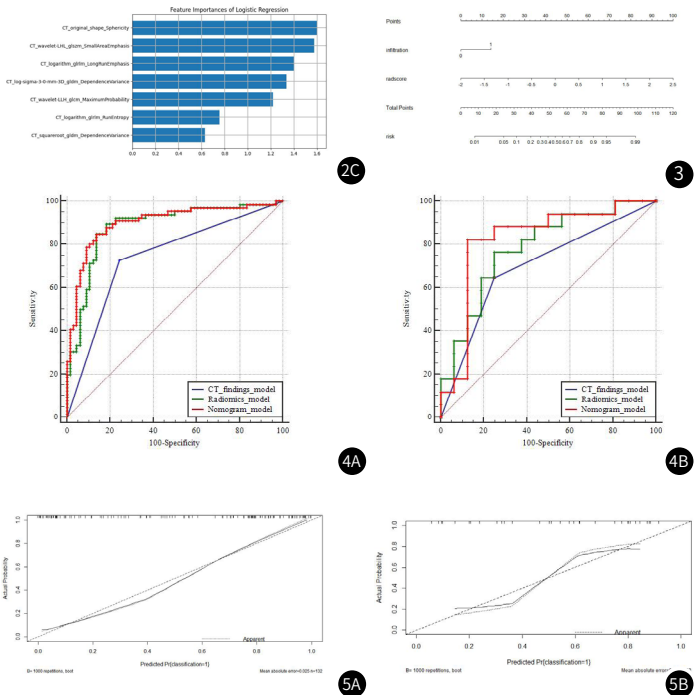 Feature Importances of Logistic Regression
CT_original_shape_Sphericity
CT_wavelet-LHL_glszm_SmallAreaEmphasis
CT_logarithm_glrlm_LongRunEmphasis
CT_log-sigma-3-0-mm-3D_gldm_DependenceVariance
CT_wavelet-LLH_glcm_MaximumProbability
CT_logarithm_glrlm_RunEntropy
CT_squareroot_gldm_DependenceVariance
0.0 0.2 0.4 0.6 0.8 1.0 1.2 1.4 1.6
2C
Points
0 10 20 30 40 50 60 70 80 90 100
infiltration
1
0
radscore
-2 -1.5 -1 -0.5 0 0.5 1 1.5 2 2.5
Total Points
0 10 20 30 40 50 60 70 80 90 100 110 120
risk
0.01 0.05 0.1 0.2 0.3 0.40.50.60.7 0.8 0.9 0.95 0.99
3
100
80
60
40
20
0
Sensitivity
CT_findings_model
Radiomics_model
Nomogram_model
0 20 40 60 80 100
100-Specificity
4A
100
80
60
40
20
0
Sensitivity
CT_findings_model
Radiomics_model
Nomogram_model
0 20 40 60 80 100
100-Specificity
4B
1.0
0.8
0.6
0.4
0.2
0.0
Actual Probability
Apparent
0.0 0.2 0.4 0.6 0.8 1.0
Predicted Pr{classification=1}
B= 1000 repetitions, boot
Mean absolute error=0.025 n=132
5A
1.0
0.8
0.6
0.4
0.2
0.0
Actual Probability
Apparent
0.0 0.2 0.4 0.6 0.8 1.0
Predicted Pr{classification=1}
B= 1000 repetitions, boot
Mean absolute
5B